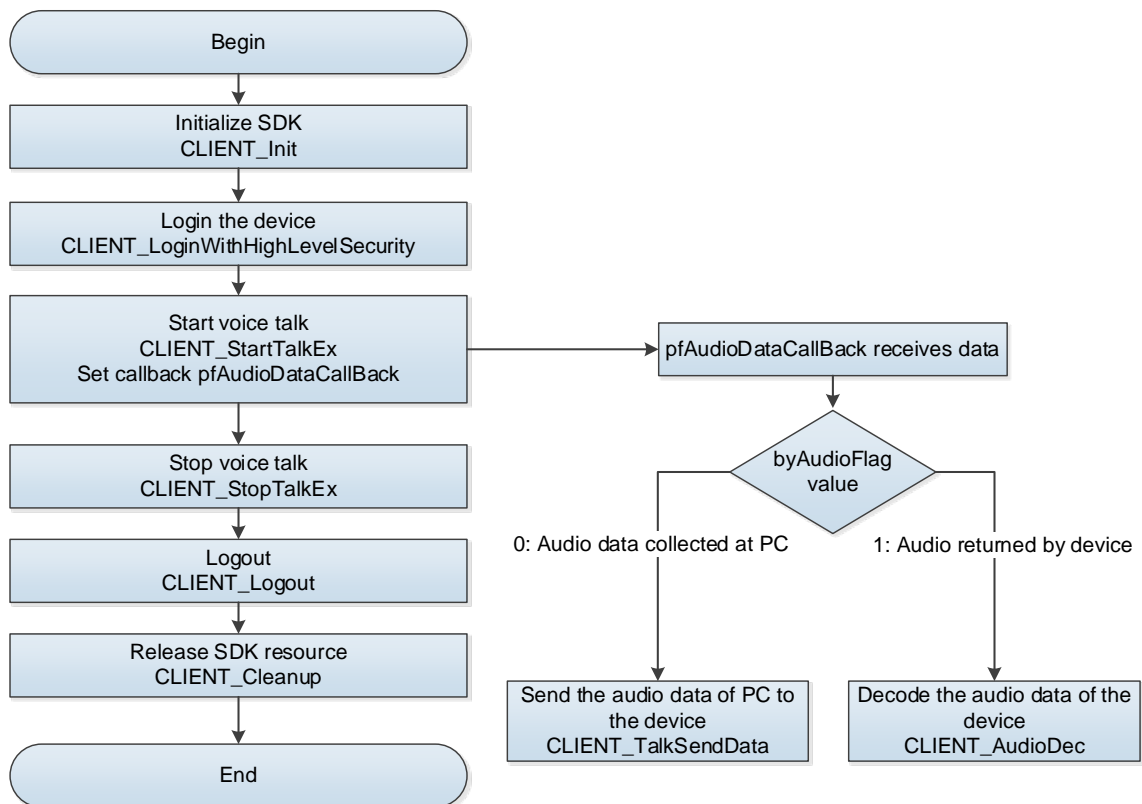 Begin
Initialize SDK
CLIENT_Init
Login the device
CLIENT_LoginWithHighLevelSecurity
Start voice talk
CLIENT_StartTalkEx
Set callback pfAudioDataCallBack
pfAudioDataCallBack receives data
byAudioFlag
value
Stop voice talk
CLIENT_StopTalkEx
0: Audio data collected at PC
1: Audio returned by device
Logout
CLIENT_Logout
Release SDK resource
CLIENT_Cleanup
Send the audio data of PC to
the device
CLIENT_TalkSendData
Decode the audio data of the
device
CLIENT_AudioDec
End